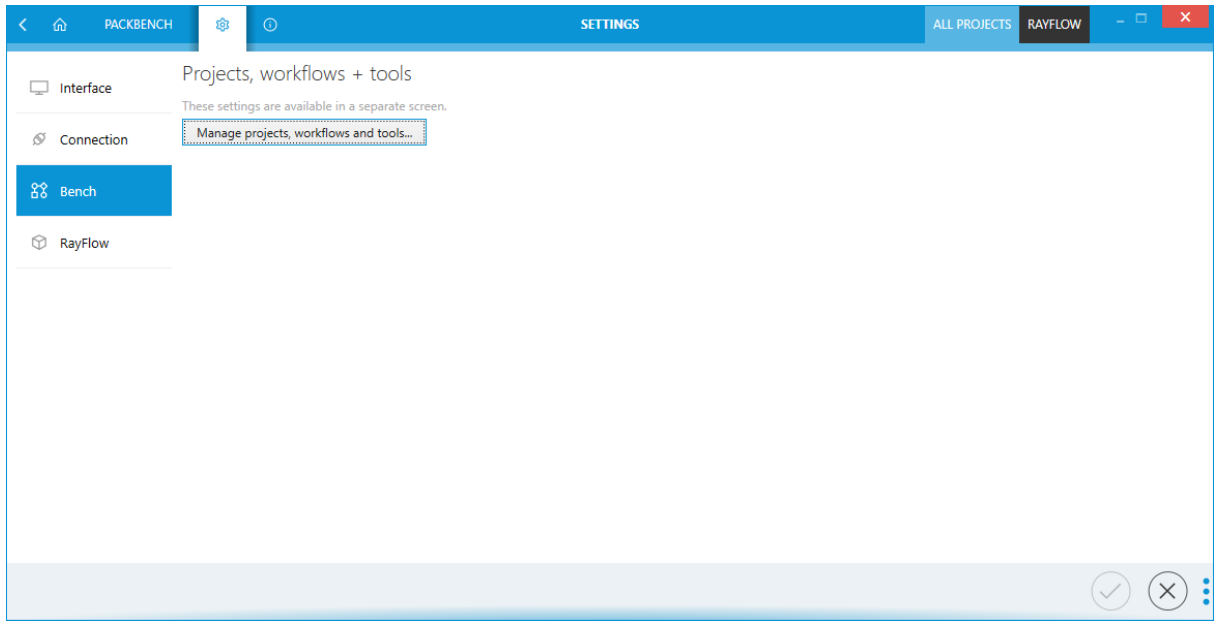 PACKBENCH
SETTINGS
ALL PROJECTS
RAYFLOW
Interface
Connection
Bench
RayFlow
Projects, workflows + tools
These settings are available in a separate screen.
Manage projects, workflows and tools...